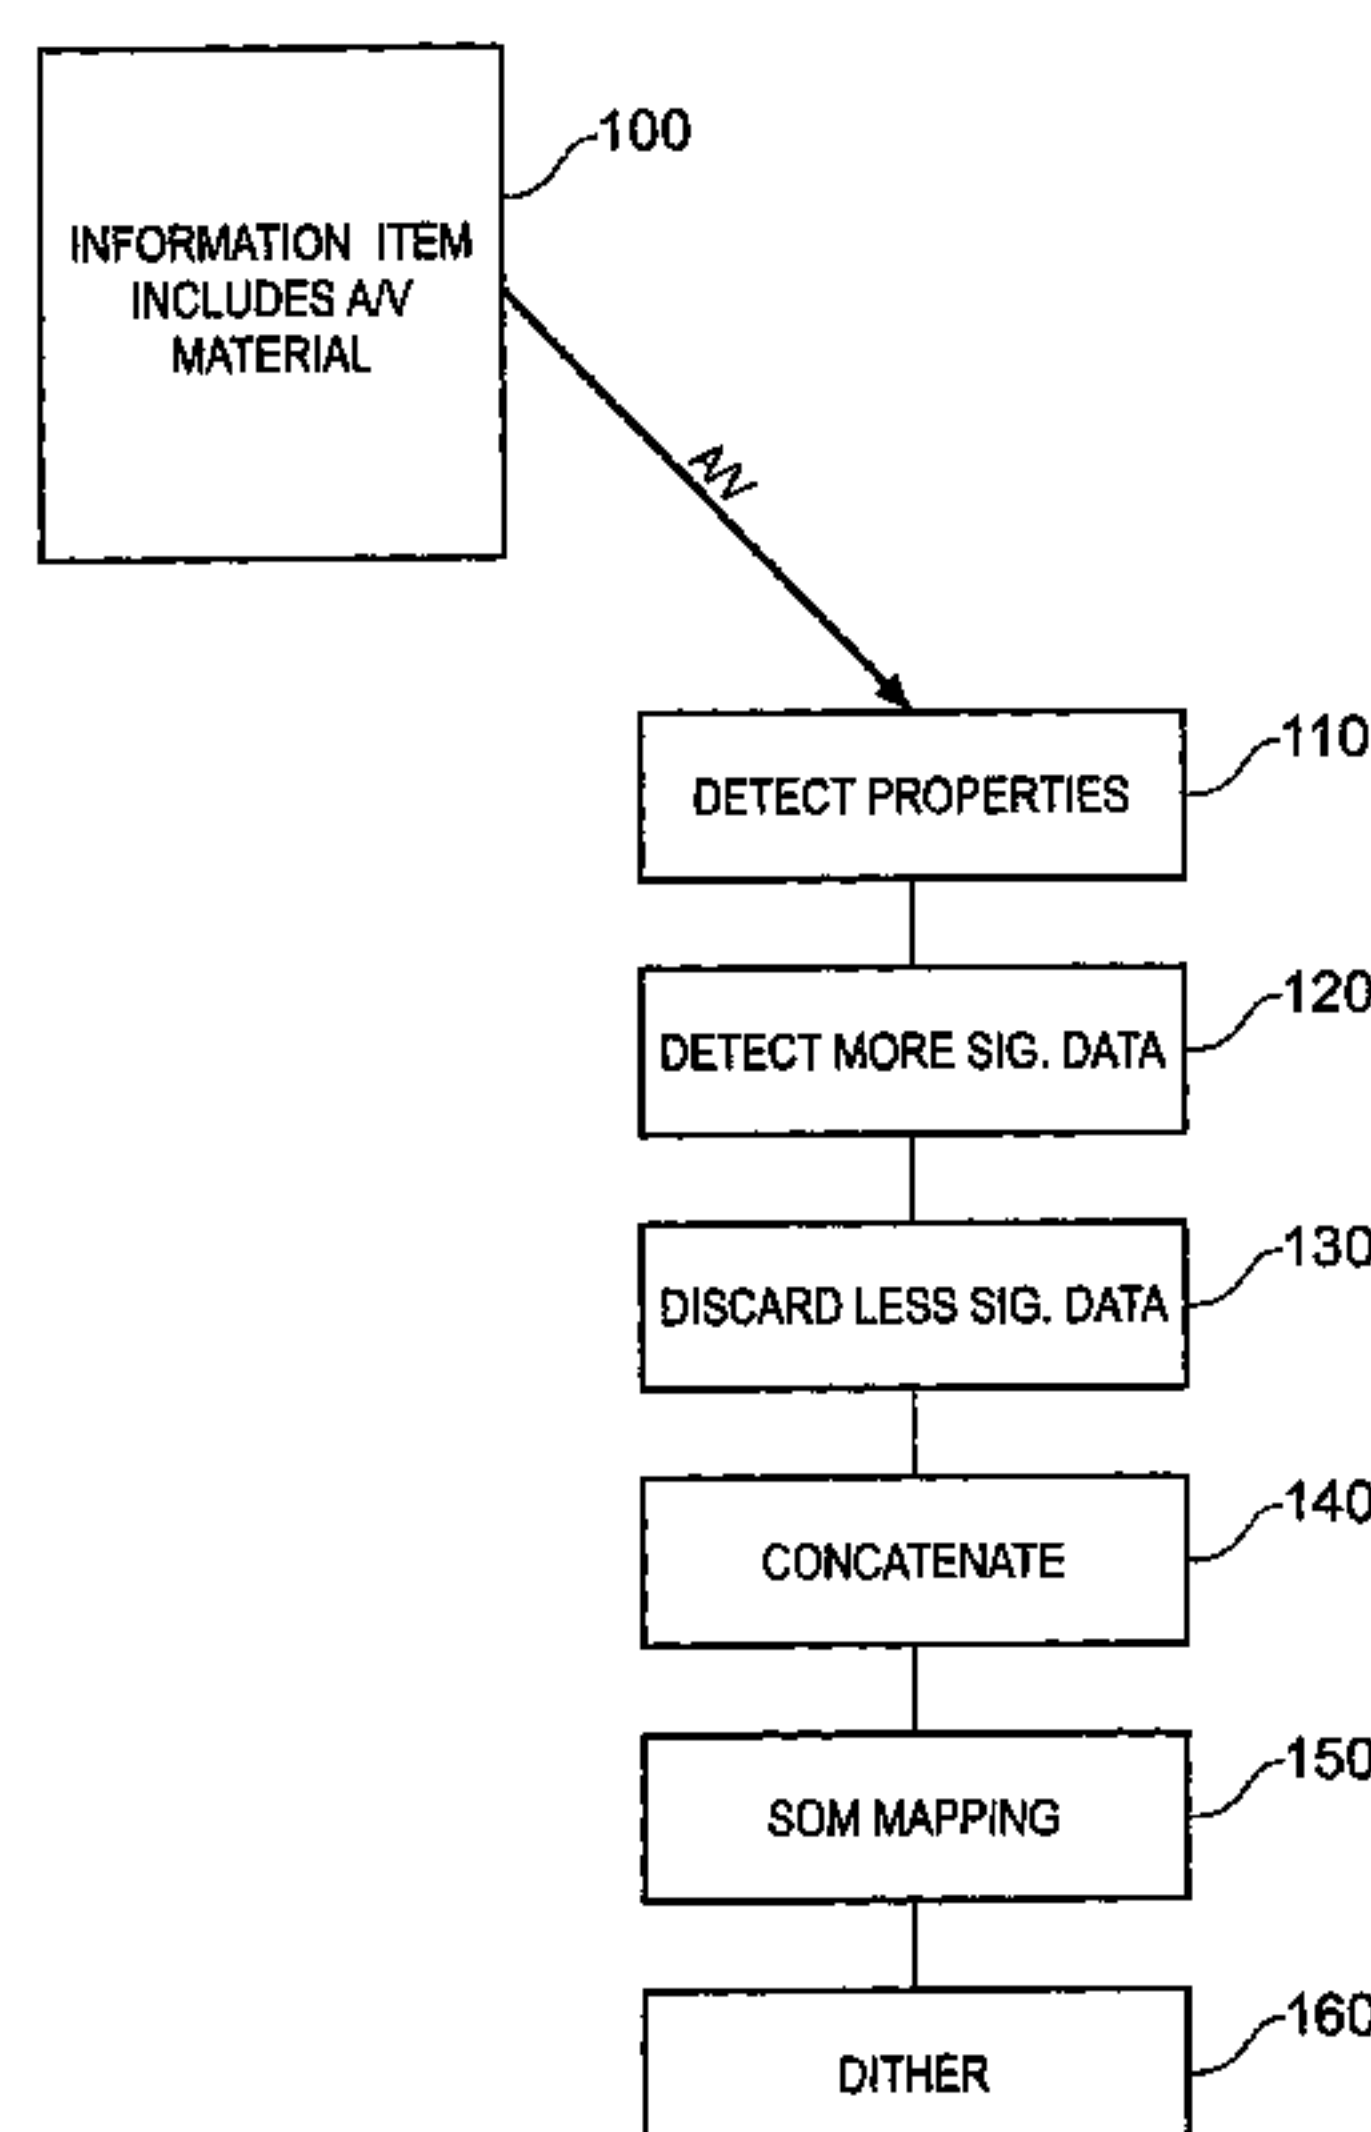 100
INFORMATION ITEM
INCLUDES A/V
MATERIAL
A/V
110
DETECT PROPERTIES
120
DETECT MORE SIG. DATA
130
DISCARD LESS SIG. DATA
140
CONCATENATE
150
SOM MAPPING
160
DITHER